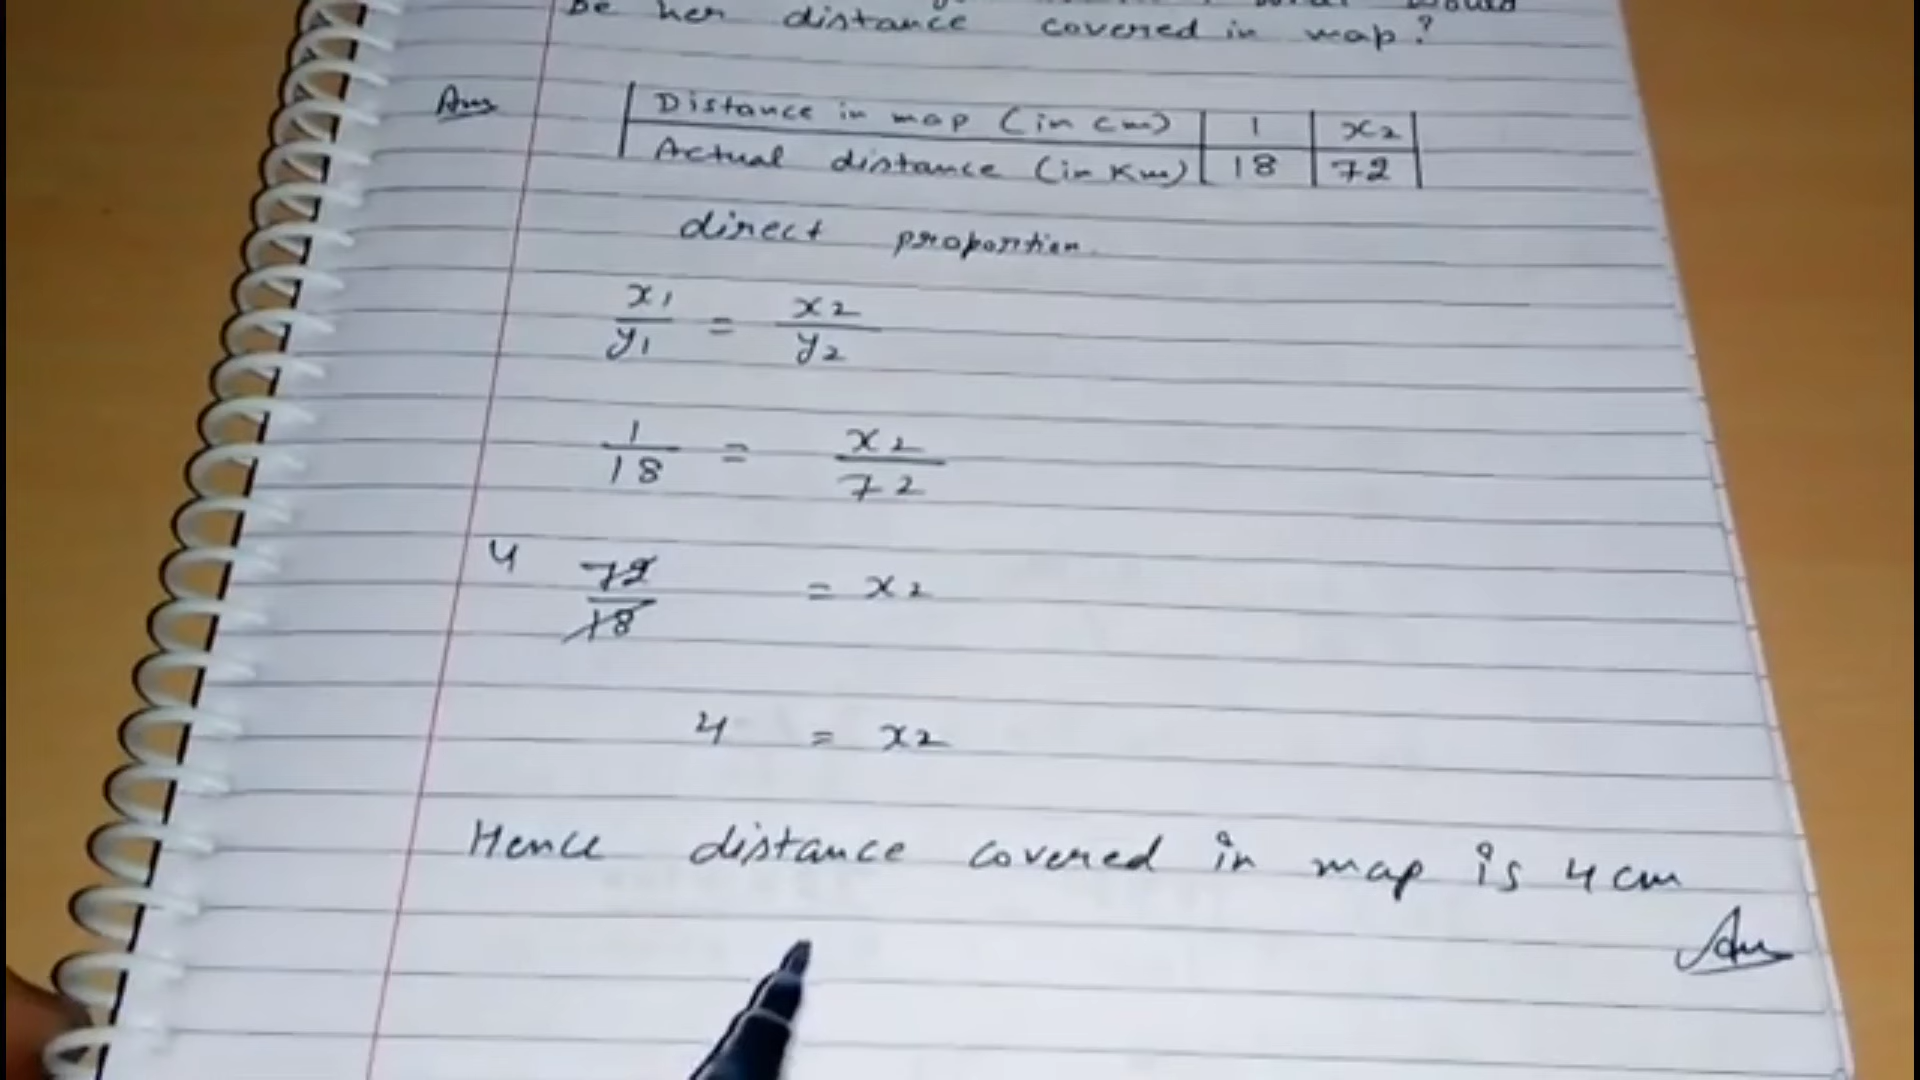 would
be her distance covered in map?
Ans
Distance in map (in cm) 1 x2
Actual distance (in Km) 18 72
direct proportion.
x1/y1 = x2/y2
1/18 = x2/72
4 72/18 = x2
4 = x2
Hence distance covered in map is 4 cm
Ans